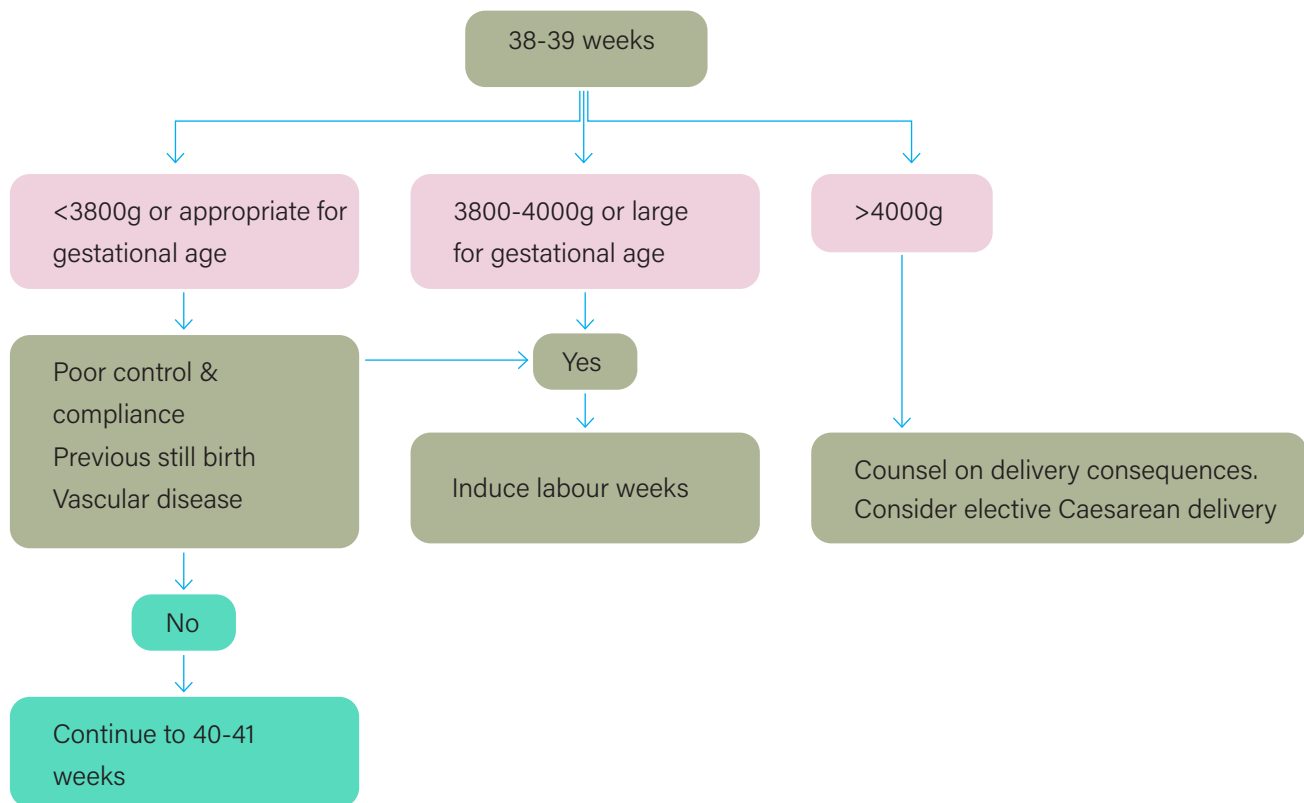 38-39 weeks
<3800g or appropriate for
gestational age
3800-4000g or large
for gestational age
>4000g
Poor control &
compliance
Previous still birth
Vascular disease
Yes
Induce labour weeks
Counsel on delivery consequences.
Consider elective Caesarean delivery
No
Continue to 40-41
weeks